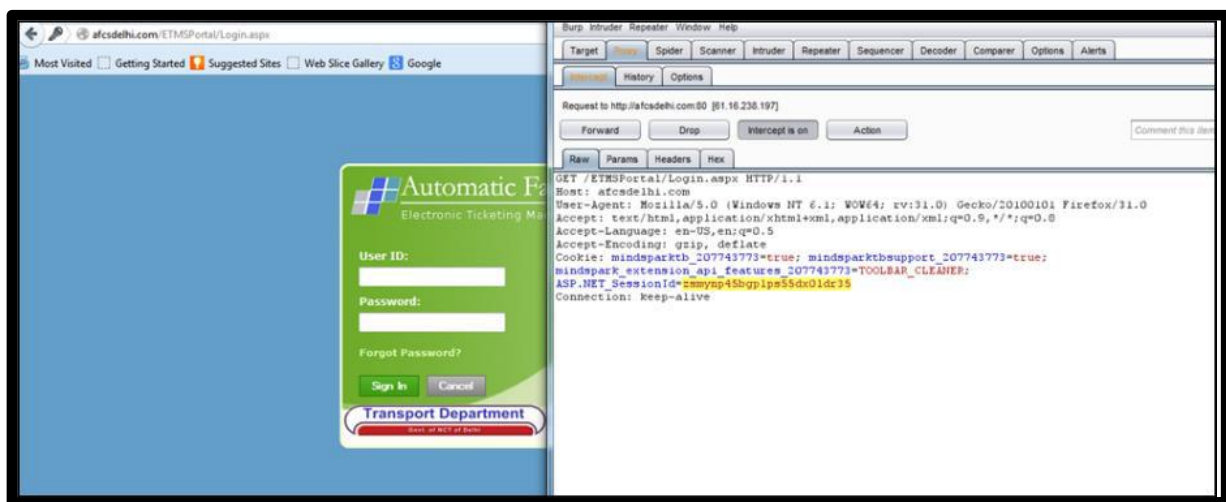 afcsdelhi.com/ETMSPortal/Login.aspx
Most Visited Getting Started Suggested Sites Web Slice Gallery Google
Automatic Fa
Electronic Ticketing Ma
User ID:
Password:
Forgot Password?
Sign In Cancel
Transport Department
Govt. of NCT of Delhi
Burp Intruder Repeater Window Help
Target Proxy Spider Scanner Intruder Repeater Sequencer Decoder Comparer Options Alerts
Intercept History Options
Request to http://afcsdelhi.com:80 [61.16.238.197]
Forward Drop Intercept is on Action Comment this item
Raw Params Headers Hex
GET /ETMSPortal/Login.aspx HTTP/1.1
Host: afcsdelhi.com
User-Agent: Mozilla/5.0 (Windows NT 6.1; WOW64; rv:31.0) Gecko/20100101 Firefox/31.0
Accept: text/html,application/xhtml+xml,application/xml;q=0.9,*/*;q=0.8
Accept-Language: en-US,en;q=0.5
Accept-Encoding: gzip, deflate
Cookie: mindsparktb_207743773=true; mindsparktbsupport_207743773=true;
mindspark_extension_api_features_207743773=TOOLBAR_CLEANER;
ASP.NET_SessionId=zsmynp45bgp1ps55dx01dr35
Connection: keep-alive